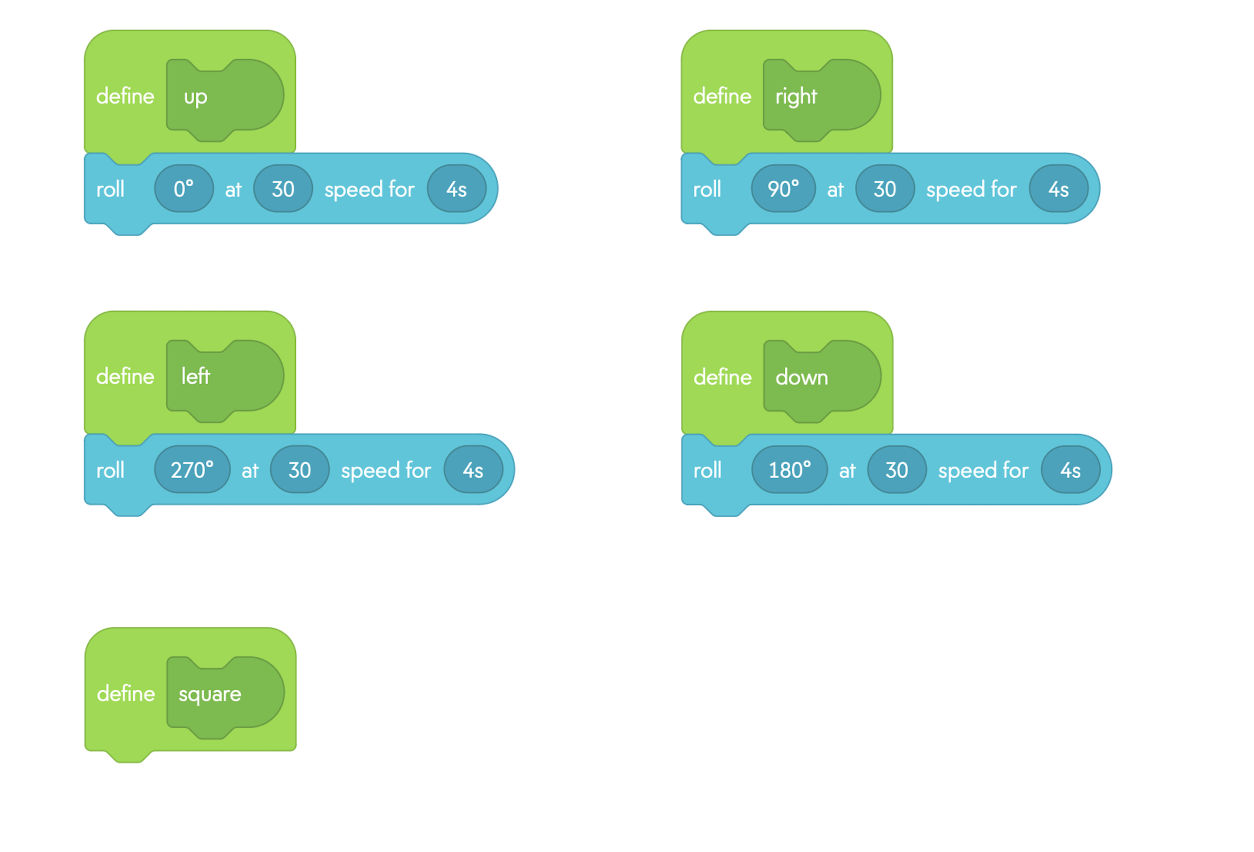 define up
roll 0° at 30 speed for 4s
define right
roll 90° at 30 speed for 4s
define left
roll 270° at 30 speed for 4s
define down
roll 180° at 30 speed for 4s
define square